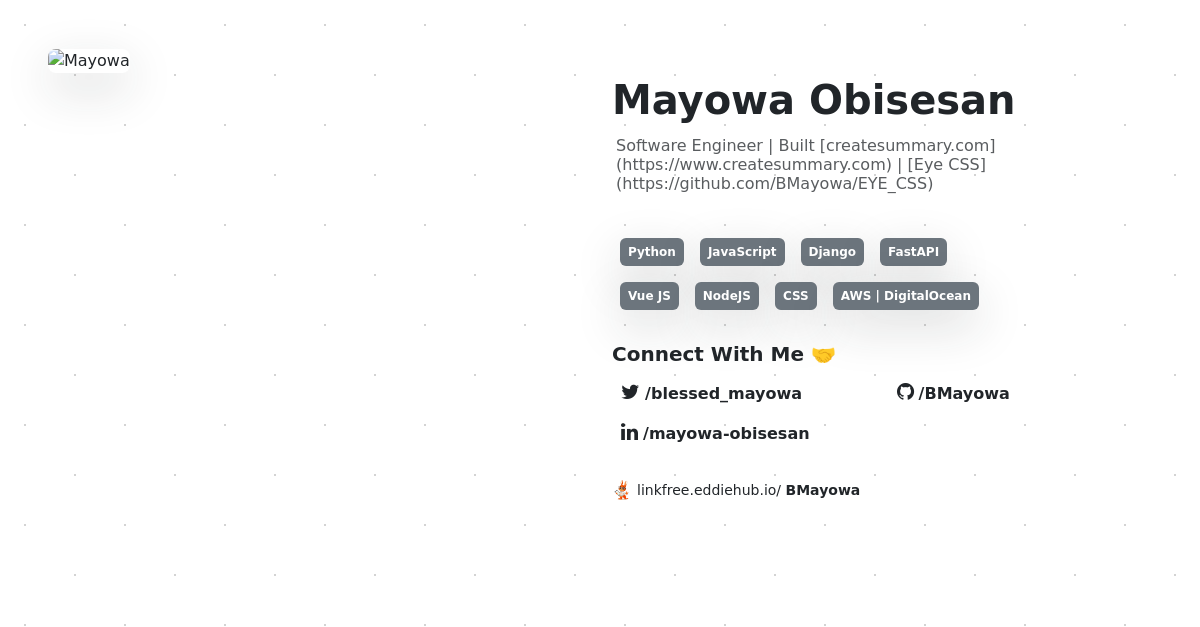 Mayowa
Mayowa Obisesan
Software Engineer | Built [createsummary.com]
(https://www.createsummary.com) | [Eye CSS]
(https://github.com/BMayowa/EYE_CSS)
Python JavaScript Django FastAPI
Vue JS NodeJS CSS AWS | DigitalOcean
Connect With Me 🤝
/blessed_mayowa /BMayowa
/mayowa-obisesan
linkfree.eddiehub.io/ BMayowa